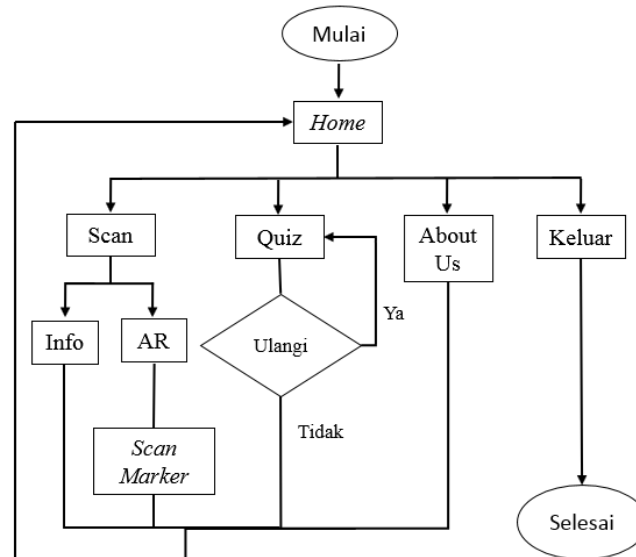 Mulai
Home
Scan
Quiz
About
Us
Keluar
Info
AR
Ulangi
Ya
Tidak
Scan
Marker
Selesai